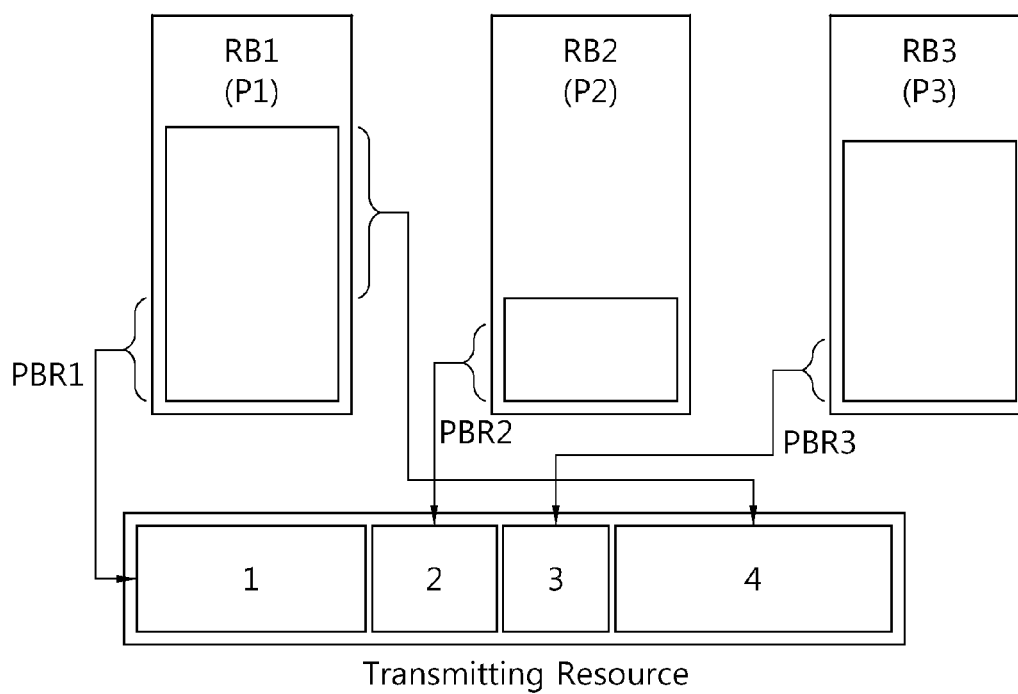 RB1
(P1)
RB2
(P2)
RB3
(P3)
PBR1
PBR2
PBR3
1
2
3
4
Transmitting Resource